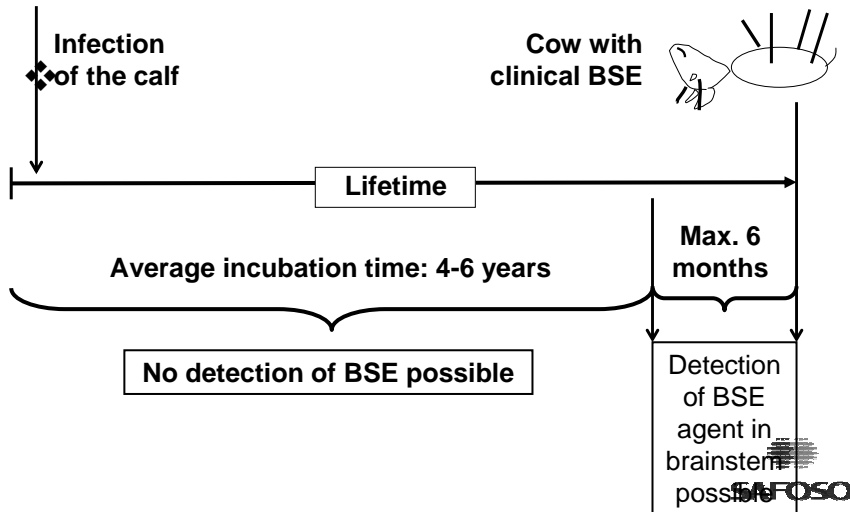 Infection
of the calf
Cow with
clinical BSE
Lifetime
Average incubation time: 4-6 years
Max. 6
months
No detection of BSE possible
Detection
of BSE
agent in
brainstem
possible
SAFOSO